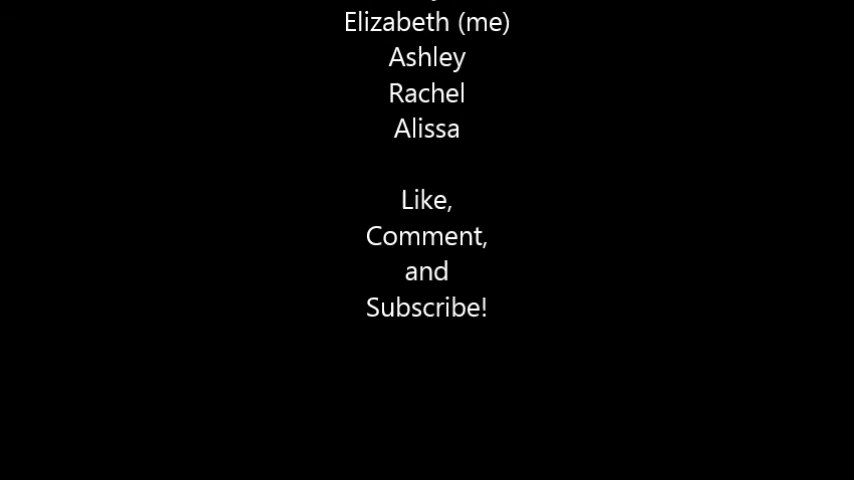 Elizabeth (me)
Ashley
Rachel
Alissa
Like,
Comment,
and
Subscribe!